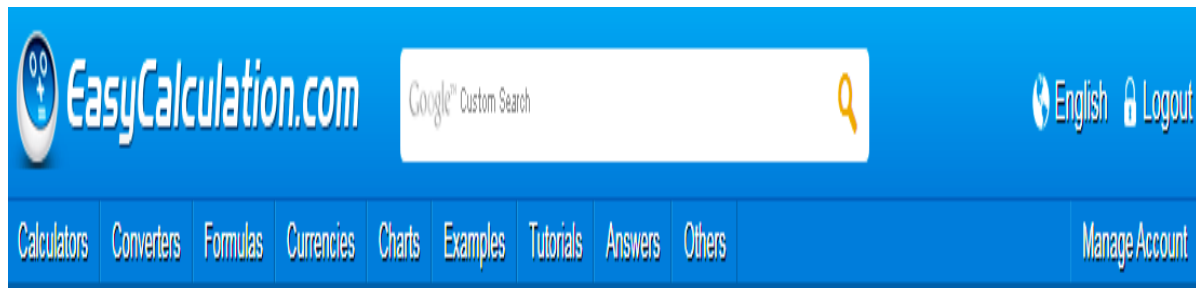 EasyCalculation.com
Google™ Custom Search
English Logout
Calculators Converters Formulas Currencies Charts Examples Tutorials Answers Others Manage Account